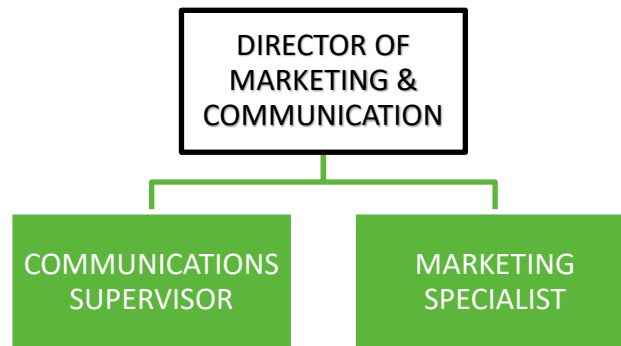 DIRECTOR OF
MARKETING &
COMMUNICATION
COMMUNICATIONS
SUPERVISOR
MARKETING
SPECIALIST